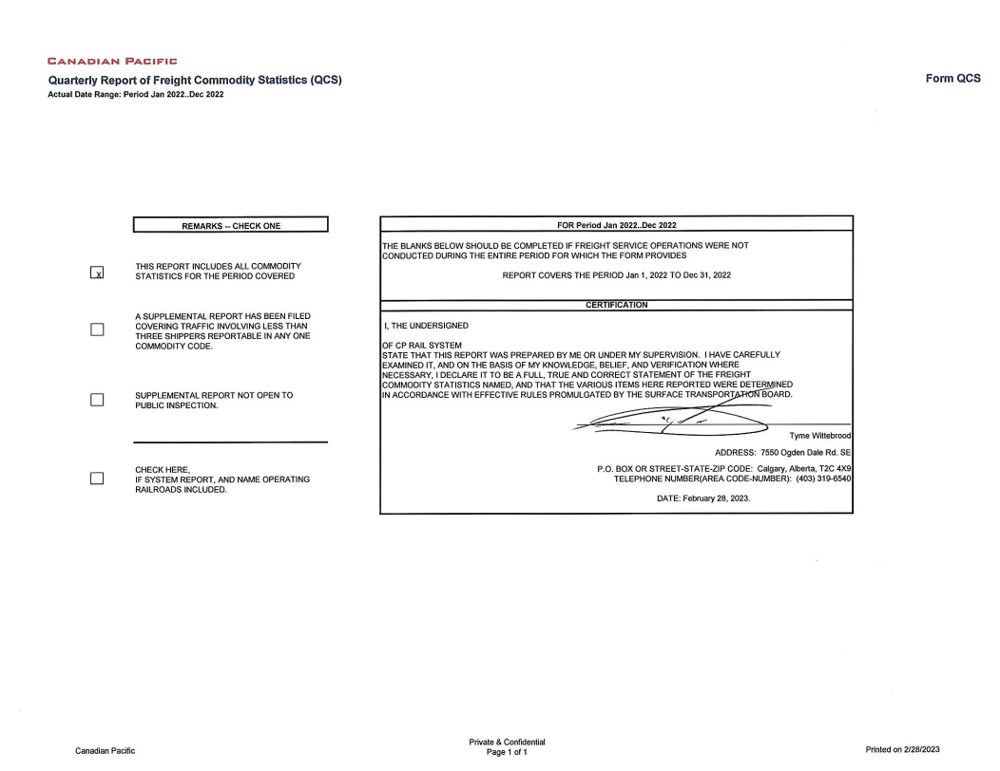 CANADIAN PACIFIC
Quarterly Report of Freight Commodity Statistics (QCS)
Form QCS
Actual Date Range: Period Jan 2022..Dec 2022
REMARKS -- CHECK ONE
x
THIS REPORT INCLUDES ALL COMMODITY
STATISTICS FOR THE PERIOD COVERED
A SUPPLEMENTAL REPORT HAS BEEN FILED
COVERING TRAFFIC INVOLVING LESS THAN
THREE SHIPPERS REPORTABLE IN ANY ONE
COMMODITY CODE.
SUPPLEMENTAL REPORT NOT OPEN TO
PUBLIC INSPECTION.
CHECK HERE,
IF SYSTEM REPORT, AND NAME OPERATING
RAILROADS INCLUDED.
FOR Period Jan 2022..Dec 2022
THE BLANKS BELOW SHOULD BE COMPLETED IF FREIGHT SERVICE OPERATIONS WERE NOT
CONDUCTED DURING THE ENTIRE PERIOD FOR WHICH THE FORM PROVIDES
REPORT COVERS THE PERIOD Jan 1, 2022 TO Dec 31, 2022
CERTIFICATION
I, THE UNDERSIGNED
OF CP RAIL SYSTEM
STATE THAT THIS REPORT WAS PREPARED BY ME OR UNDER MY SUPERVISION. I HAVE CAREFULLY
EXAMINED IT, AND ON THE BASIS OF MY KNOWLEDGE, BELIEF, AND VERIFICATION WHERE
NECESSARY, I DECLARE IT TO BE A FULL, TRUE AND CORRECT STATEMENT OF THE FREIGHT
COMMODITY STATISTICS NAMED, AND THAT THE VARIOUS ITEMS HERE REPORTED WERE DETERMINED
IN ACCORDANCE WITH EFFECTIVE RULES PROMULGATED BY THE SURFACE TRANSPORTATION BOARD.
Tyme Wittebrood
ADDRESS: 7550 Ogden Dale Rd. SE
P.O. BOX OR STREET-STATE-ZIP CODE: Calgary, Alberta, T2C 4X9
TELEPHONE NUMBER(AREA CODE-NUMBER): (403) 319-6540
DATE: February 28, 2023.
Canadian Pacific
Private & Confidential
Page 1 of 1
Printed on 2/28/2023